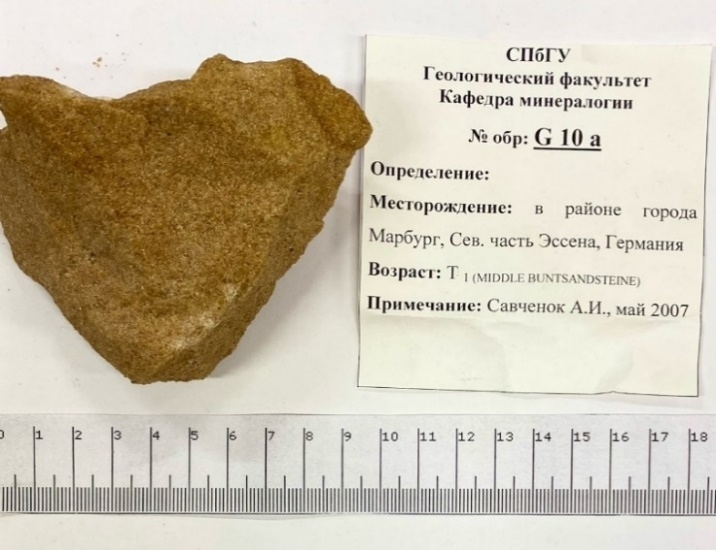 СПбГУ
Геологический факультет
Кафедра минералогии
№ обр: G 10 a
Определение:
Месторождение: в районе города
Марбург, Сев. часть Эссена, Германия
Возраст: Т 1 (MIDDLE BUNTSANDSTEINE)
Примечание: Савченок А.И., май 2007
0 1 2 3 4 5 6 7 8 9 10 11 12 13 14 15 16 17 18